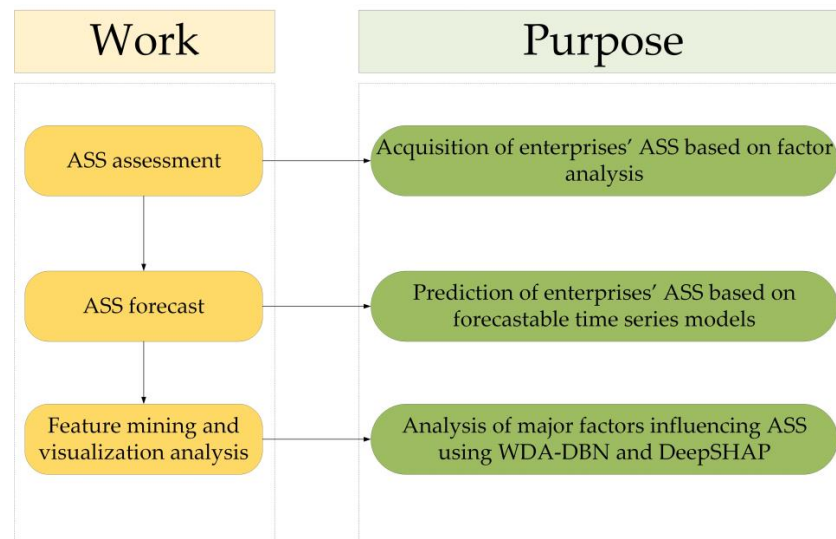 Work
Purpose
ASS assessment
Acquisition of enterprises’ ASS based on factor
analysis
ASS forecast
Prediction of enterprises’ ASS based on
forecastable time series models
Feature mining and
visualization analysis
Analysis of major factors influencing ASS
using WDA-DBN and DeepSHAP